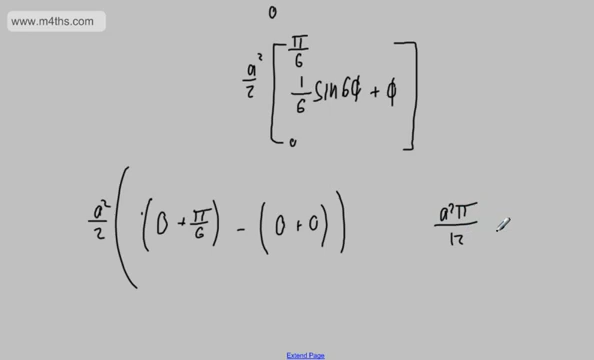 www.m4ths.com
0
a²/2 [ 1/6 sin6φ + φ ] π/6 0
a²/2 ( (0 + π/6) - (0 + 0) ) a²π/12
Extend Page